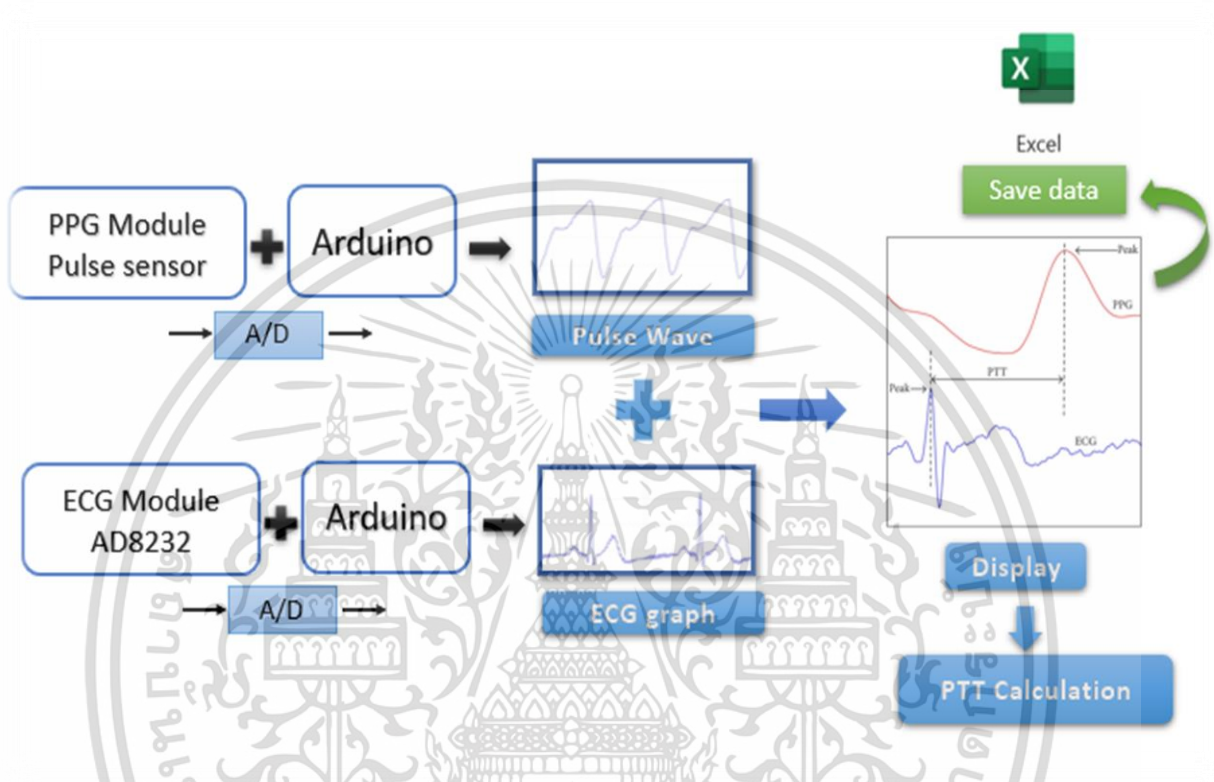 X
Excel
Save data
PPG Module
Pulse sensor
Arduino
A/D
Pulse Wave
Peak
PPG
PTT
Peak
ECG
ECG Module
AD8232
Arduino
A/D
ECG graph
Display
PTT Calculation